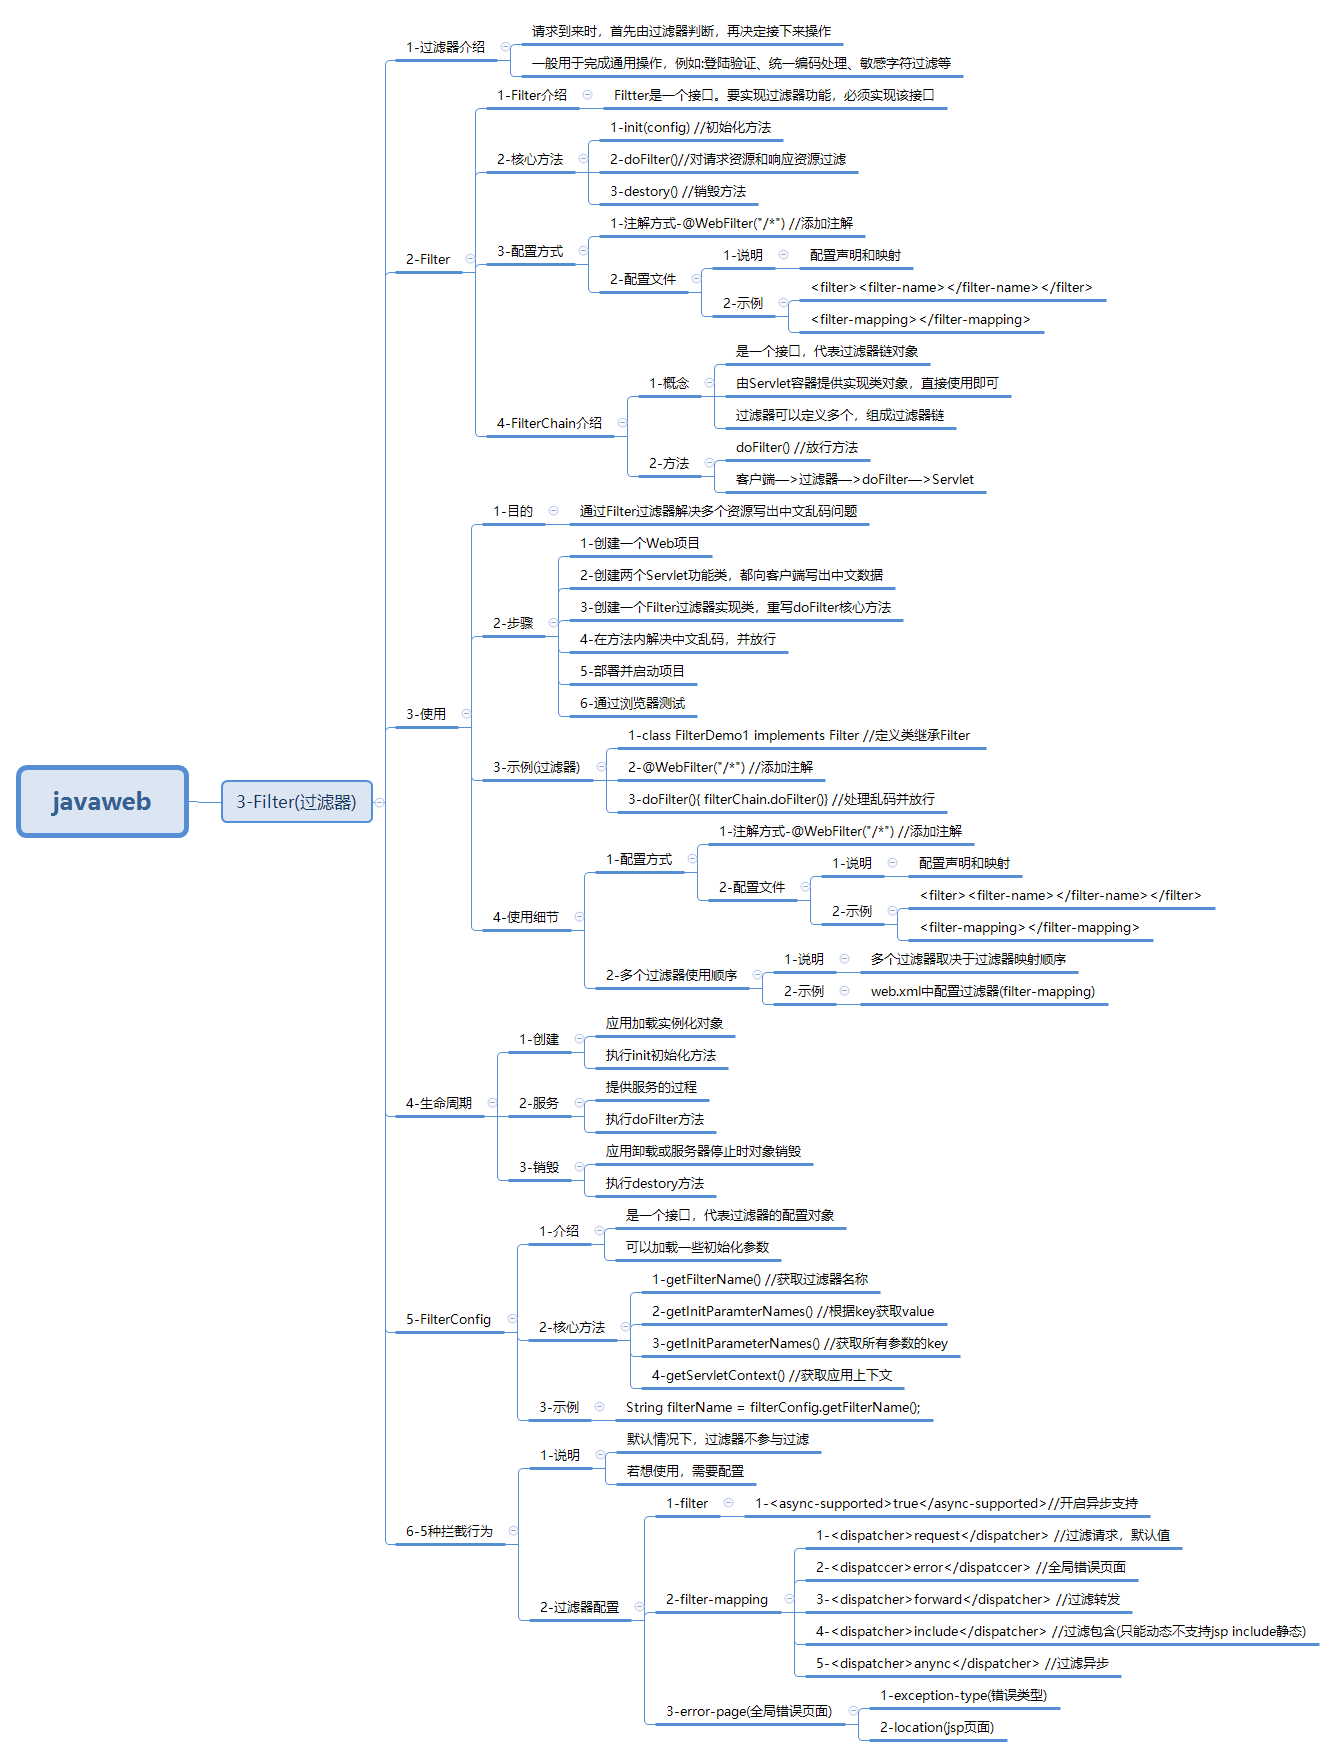 javaweb
3-Filter(过滤器)
1-过滤器介绍
请求到来时，首先由过滤器判断，再决定接下来操作
一般用于完成通用操作，例如:登陆验证、统一编码处理、敏感字符过滤等
2-Filter
1-Filter介绍
Filtter是一个接口。要实现过滤器功能，必须实现该接口
2-核心方法
1-init(config) //初始化方法
2-doFilter()//对请求资源和响应资源过滤
3-destory() //销毁方法
3-配置方式
1-注解方式-@WebFilter("/*") //添加注解
2-配置文件
1-说明
配置声明和映射
2-示例
<filter><filter-name></filter-name></filter>
<filter-mapping></filter-mapping>
4-FilterChain介绍
1-概念
是一个接口，代表过滤器链对象
由Servlet容器提供实现类对象，直接使用即可
过滤器可以定义多个，组成过滤器链
2-方法
doFilter() //放行方法
客户端—>过滤器—>doFilter—>Servlet
3-使用
1-目的
通过Filter过滤器解决多个资源写出中文乱码问题
2-步骤
1-创建一个Web项目
2-创建两个Servlet功能类，都向客户端写出中文数据
3-创建一个Filter过滤器实现类，重写doFilter核心方法
4-在方法内解决中文乱码，并放行
5-部署并启动项目
6-通过浏览器测试
3-示例(过滤器)
1-class FilterDemo1 implements Filter //定义类继承Filter
2-@WebFilter("/*") //添加注解
3-doFilter(){ filterChain.doFilter()} //处理乱码并放行
4-使用细节
1-配置方式
1-注解方式-@WebFilter("/*") //添加注解
2-配置文件
1-说明
配置声明和映射
2-示例
<filter><filter-name></filter-name></filter>
<filter-mapping></filter-mapping>
2-多个过滤器使用顺序
1-说明
多个过滤器取决于过滤器映射顺序
2-示例
web.xml中配置过滤器(filter-mapping)
4-生命周期
1-创建
应用加载实例化对象
执行init初始化方法
2-服务
提供服务的过程
执行doFilter方法
3-销毁
应用卸载或服务器停止时对象销毁
执行destory方法
5-FilterConfig
1-介绍
是一个接口，代表过滤器的配置对象
可以加载一些初始化参数
2-核心方法
1-getFilterName() //获取过滤器名称
2-getInitParamterNames() //根据key获取value
3-getInitParameterNames() //获取所有参数的key
4-getServletContext() //获取应用上下文
3-示例
String filterName = filterConfig.getFilterName();
6-5种拦截行为
1-说明
默认情况下，过滤器不参与过滤
若想使用，需要配置
2-过滤器配置
1-filter
1-<async-supported>true</async-supported>//开启异步支持
2-filter-mapping
1-<dispatcher>request</dispatcher> //过滤请求，默认值
2-<dispatccer>error</dispatccer> //全局错误页面
3-<dispatcher>forward</dispatcher> //过滤转发
4-<dispatcher>include</dispatcher> //过滤包含(只能动态不支持jsp include静态)
5-<dispatcher>anync</dispatcher> //过滤异步
3-error-page(全局错误页面)
1-exception-type(错误类型)
2-location(jsp页面)